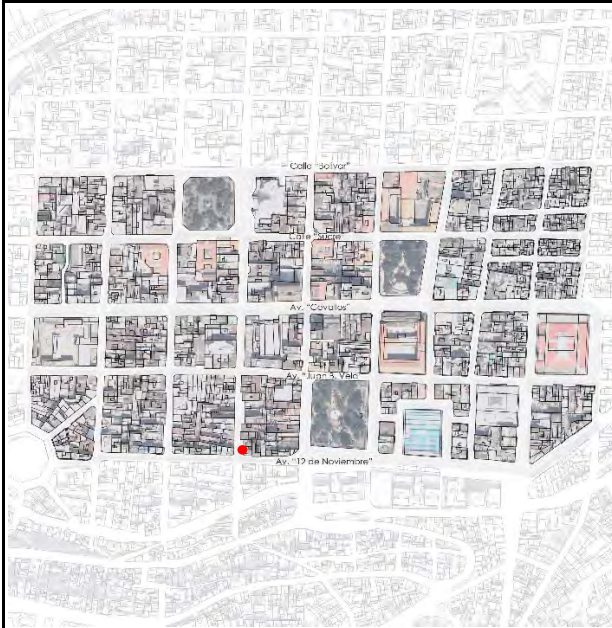 Calle "Bolívar"
Calle "Sucre"
Av. "Cevallos"
Av. "Juan B. Vela"
Av. "12 de Noviembre"